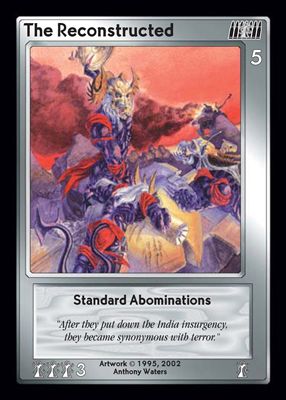 The Reconstructed
5
Standard Abominations
"After they put down the India insurgency,
they became synonymous with terror."
3
Artwork © 1995, 2002
Anthony Waters